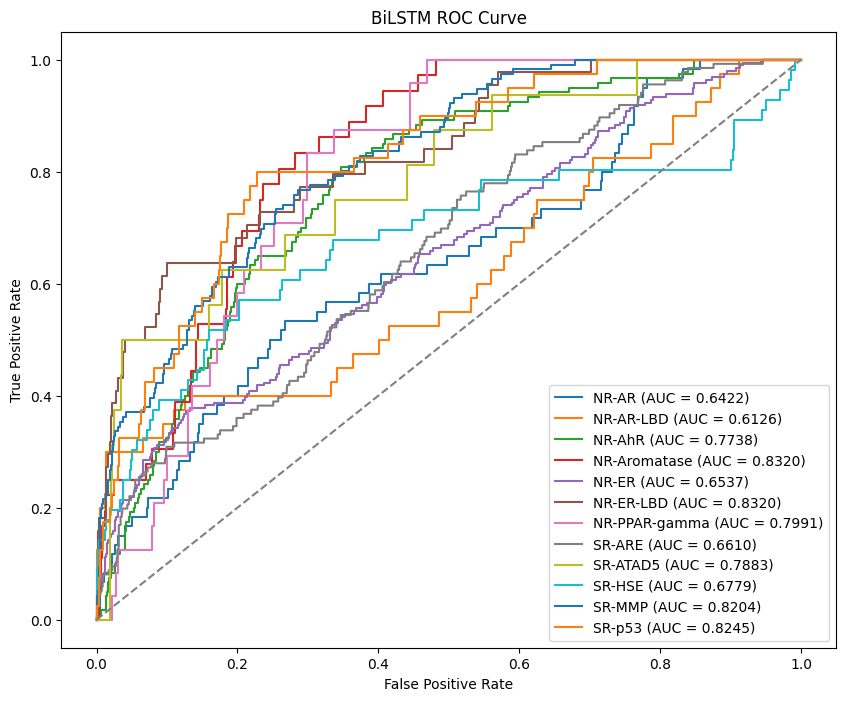 BiLSTM ROC Curve
True Positive Rate
1.0
0.8
0.6
0.4
0.2
0.0
NR-AR (AUC = 0.6422)
NR-AR-LBD (AUC = 0.6126)
NR-AhR (AUC = 0.7738)
NR-Aromatase (AUC = 0.8320)
NR-ER (AUC = 0.6537)
NR-ER-LBD (AUC = 0.8320)
NR-PPAR-gamma (AUC = 0.7991)
SR-ARE (AUC = 0.6610)
SR-ATAD5 (AUC = 0.7883)
SR-HSE (AUC = 0.6779)
SR-MMP (AUC = 0.8204)
SR-p53 (AUC = 0.8245)
0.0 0.2 0.4 0.6 0.8 1.0
False Positive Rate